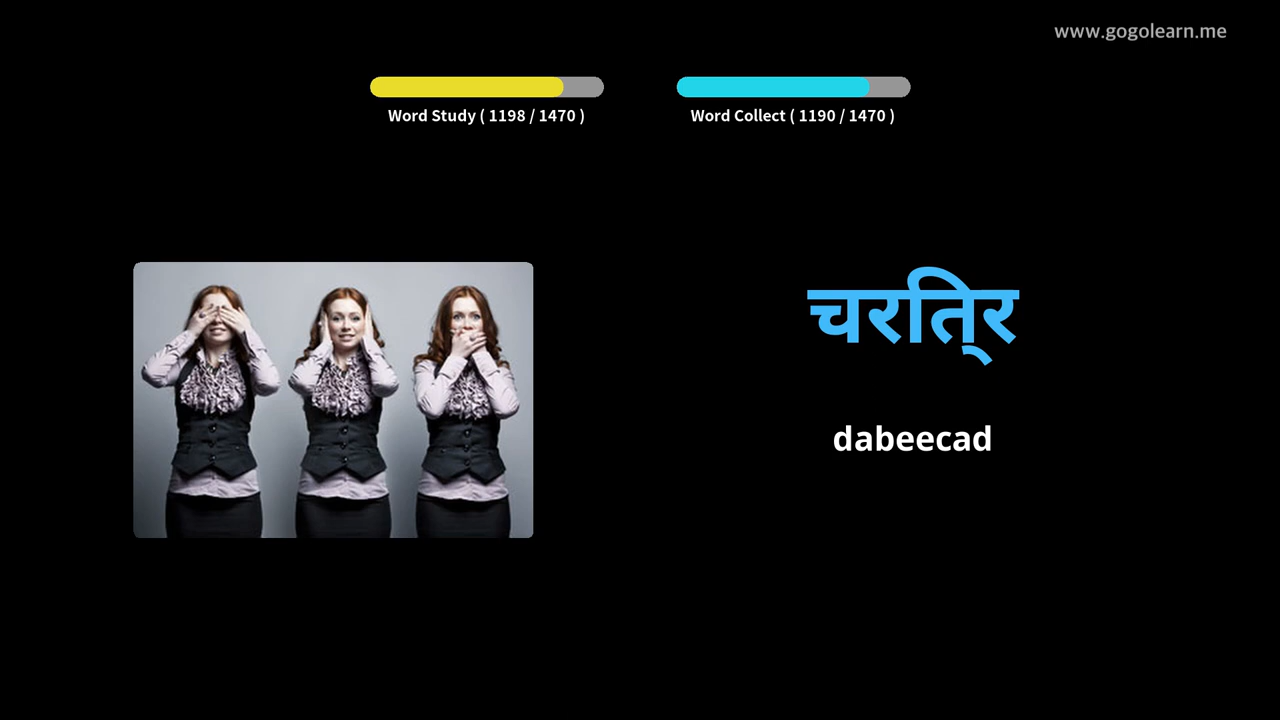 www.gogolearn.me
Word Study ( 1198 / 1470 )
Word Collect ( 1190 / 1470 )
चरित्र
dabeecad